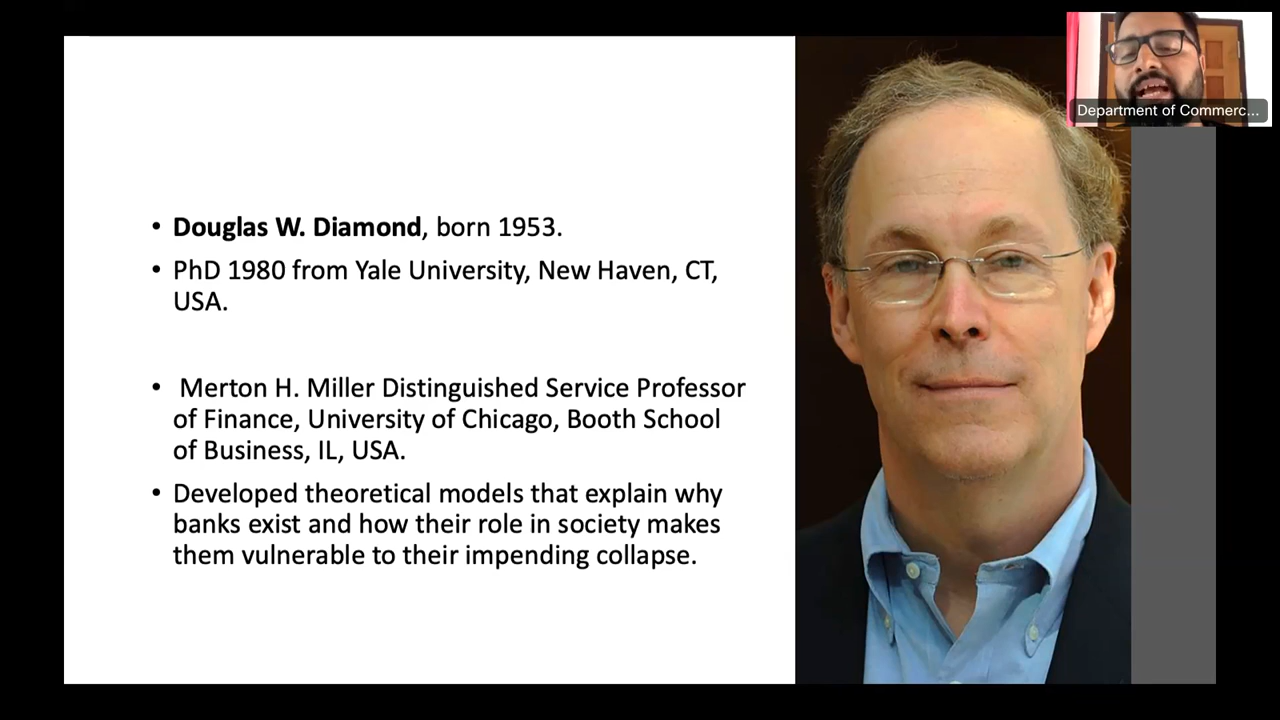 Department of Commerc...
• Douglas W. Diamond, born 1953.
• PhD 1980 from Yale University, New Haven, CT,
USA.
• Merton H. Miller Distinguished Service Professor
of Finance, University of Chicago, Booth School
of Business, IL, USA.
• Developed theoretical models that explain why
banks exist and how their role in society makes
them vulnerable to their impending collapse.